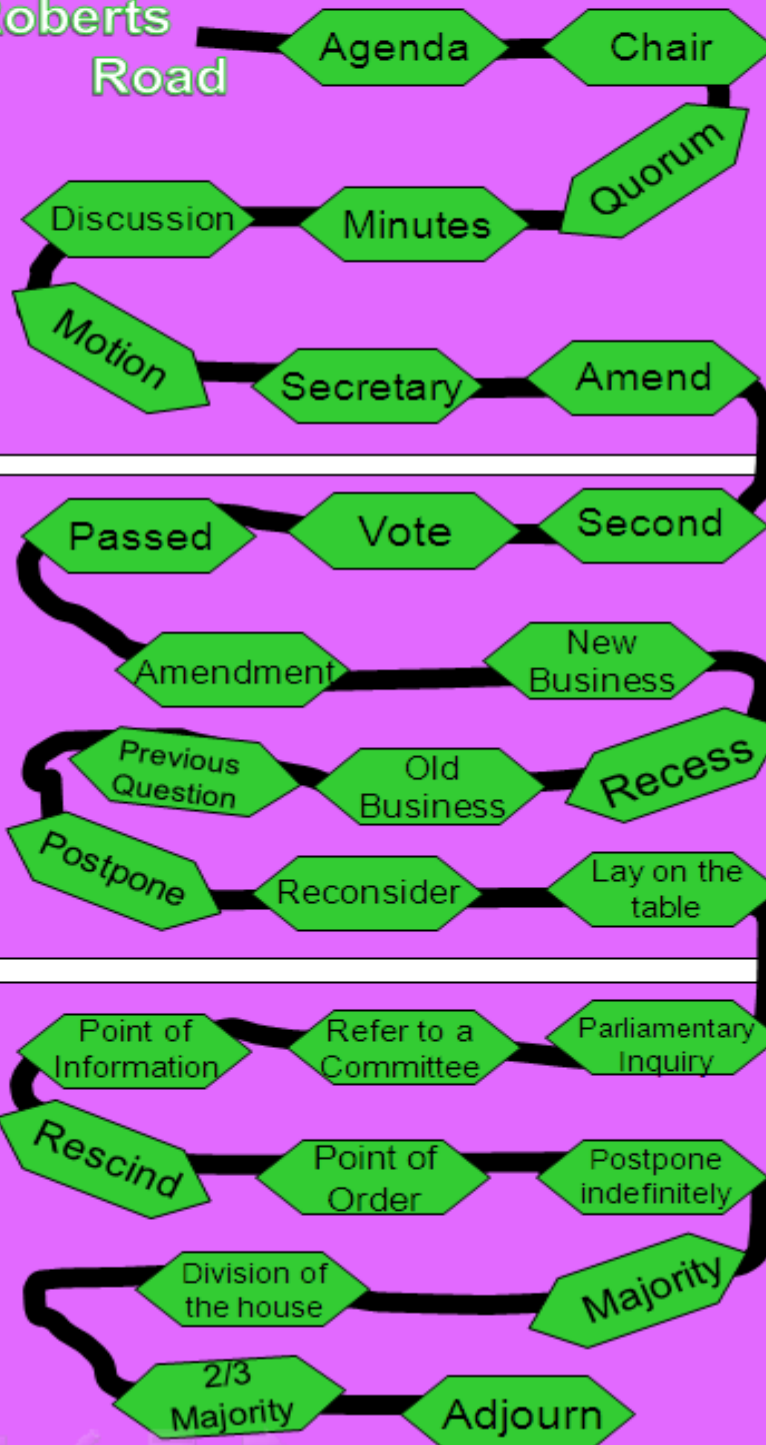 oberts
Road
Agenda
Chair
Quorum
Minutes
Discussion
Motion
Secretary
Amend
Second
Vote
Passed
Amendment
New
Business
Recess
Old
Business
Previous
Question
Postpone
Reconsider
Lay on the
table
Parliamentary
Inquiry
Refer to a
Committee
Point of
Information
Rescind
Point of
Order
Postpone
indefinitely
Majority
Division of
the house
2/3
Majority
Adjourn